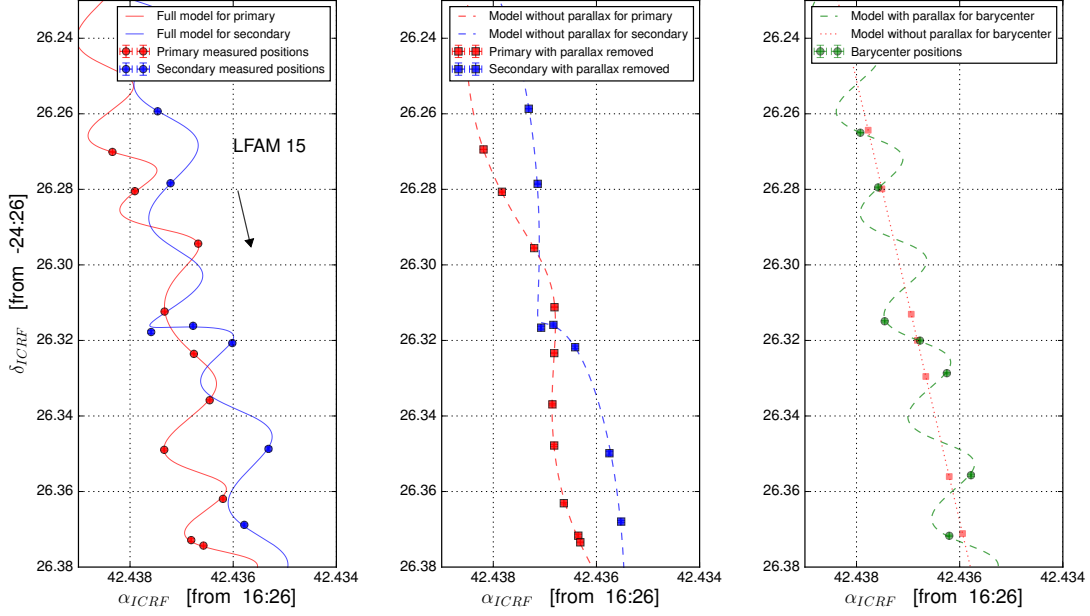 Full model for primary
Full model for secondary
Primary measured positions
Secondary measured positions
LFAM 15
26.24
26.26
26.28
26.30
26.32
26.34
26.36
26.38
42.438
42.436
42.434
δ_ICRF [from -24:26]
α_ICRF [from 16:26]
Model without parallax for primary
Model without parallax for secondary
Primary with parallax removed
Secondary with parallax removed
26.24
26.26
26.28
26.30
26.32
26.34
26.36
26.38
42.438
42.436
42.434
α_ICRF [from 16:26]
Model with parallax for barycenter
Model without parallax for barycenter
Barycenter positions
26.24
26.26
26.28
26.30
26.32
26.34
26.36
26.38
42.438
42.436
42.434
α_ICRF [from 16:26]